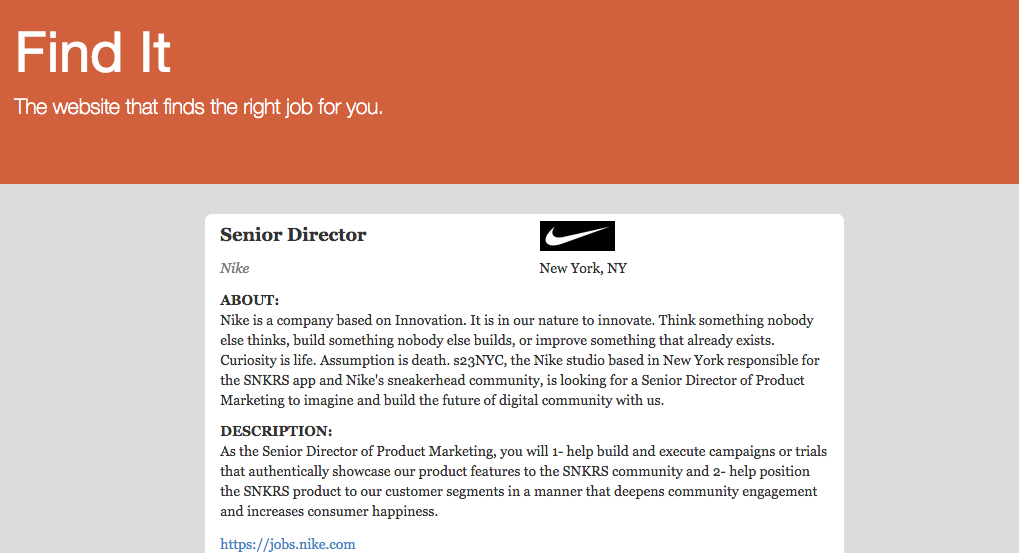 Find It
The website that finds the right job for you.
Senior Director
Nike
New York, NY
ABOUT:
Nike is a company based on Innovation. It is in our nature to innovate. Think something nobody
else thinks, build something nobody else builds, or improve something that already exists.
Curiosity is life. Assumption is death. s23NYC, the Nike studio based in New York responsible for
the SNKRS app and Nike's sneakerhead community, is looking for a Senior Director of Product
Marketing to imagine and build the future of digital community with us.
DESCRIPTION:
As the Senior Director of Product Marketing, you will 1- help build and execute campaigns or trials
that authentically showcase our product features to the SNKRS community and 2- help position
the SNKRS product to our customer segments in a manner that deepens community engagement
and increases consumer happiness.
https://jobs.nike.com